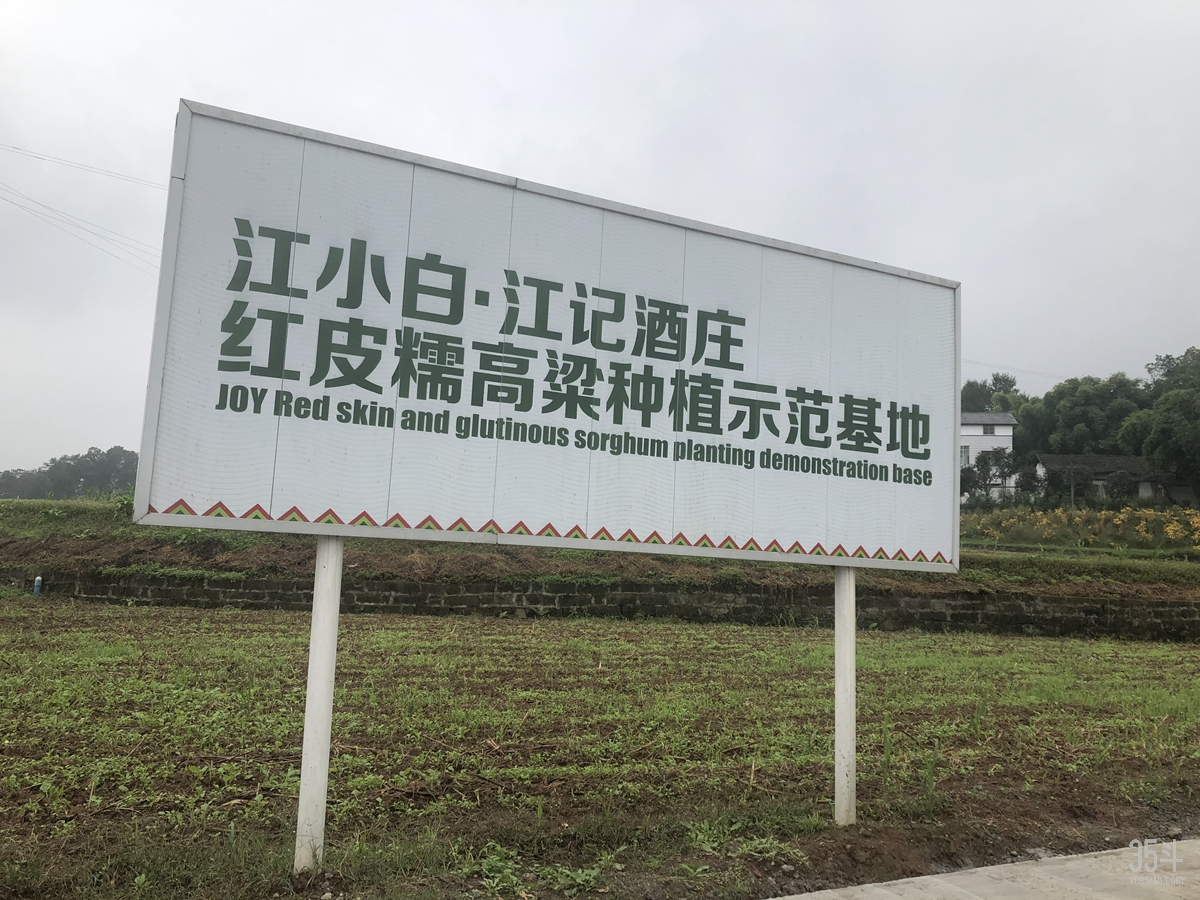 江小白·江记酒庄
红皮糯高粱种植示范基地
JOY Red skin and glutinous sorghum planting demonstration base